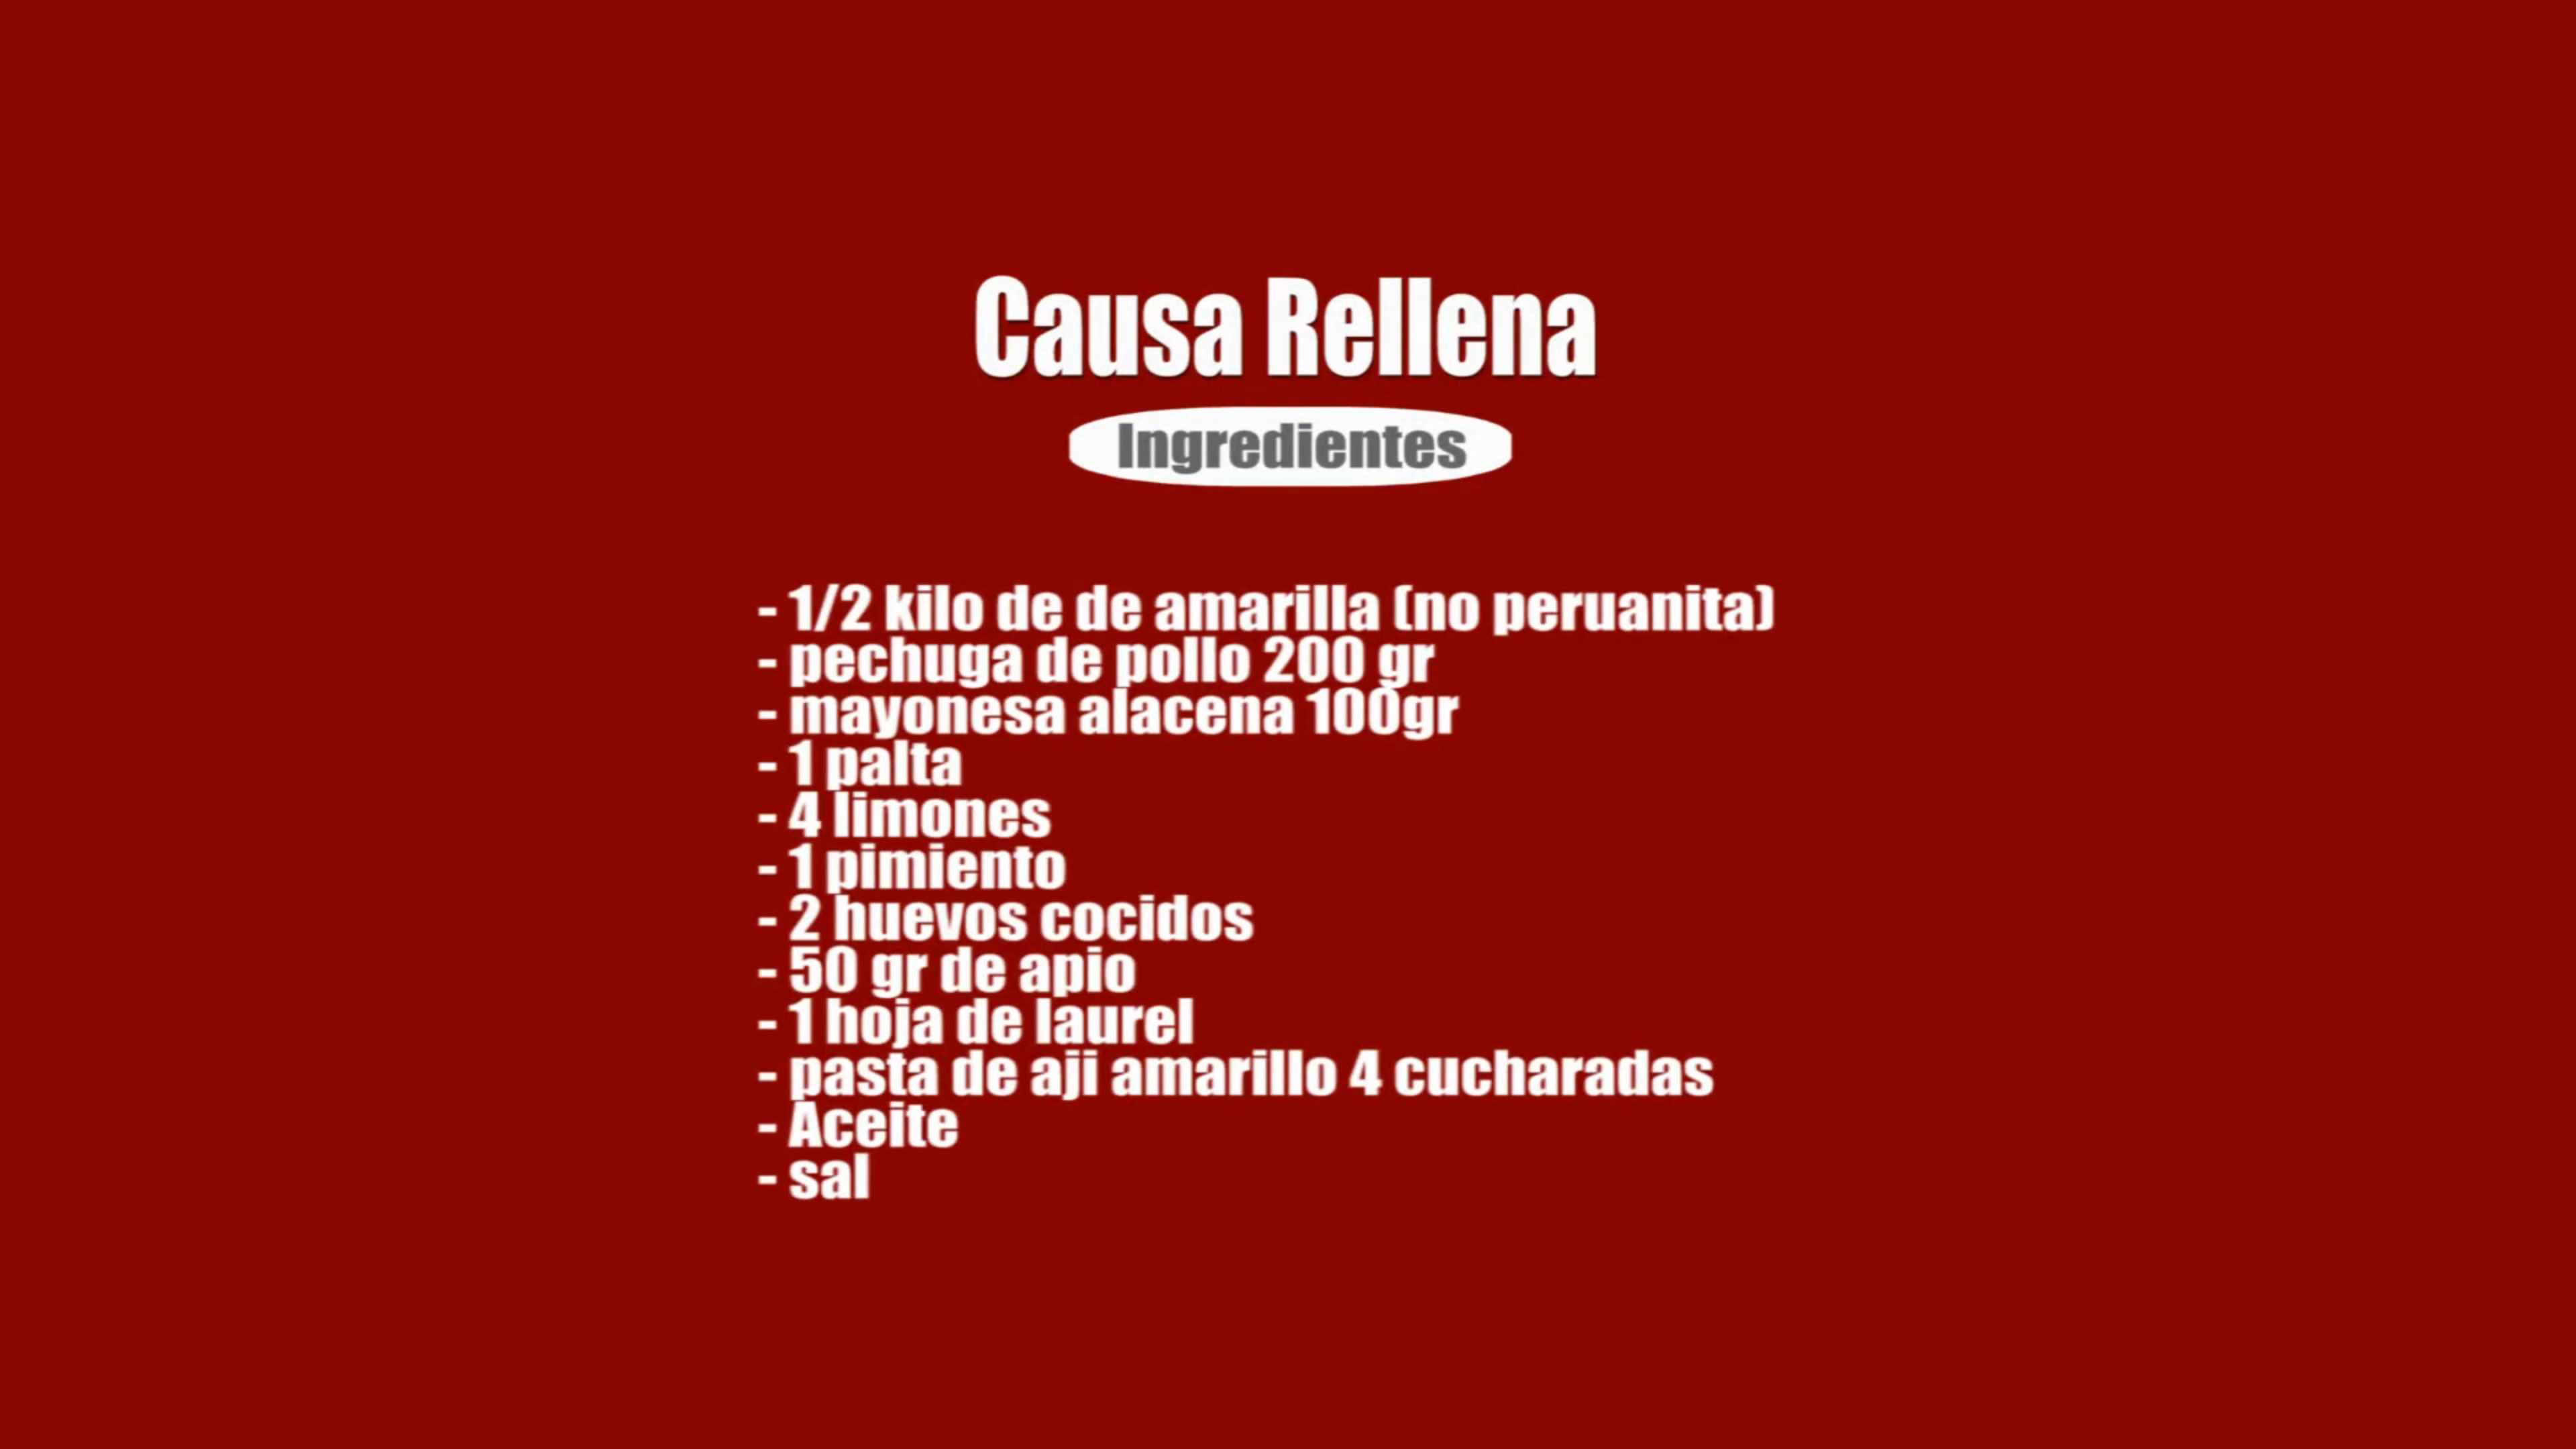 Causa Rellena
Ingredientes
- 1/2 kilo de de amarilla (no peruanita)
- pechuga de pollo 200 gr
- mayonesa alacena 100gr
- 1 palta
- 4 limones
- 1 pimiento
- 2 huevos cocidos
- 50 gr de apio
- 1 hoja de laurel
- pasta de aji amarillo 4 cucharadas
- Aceite
- sal